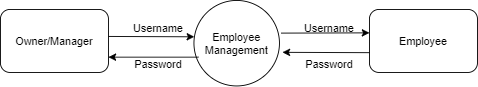 Owner/Manager
Username
Password
Employee
Management
Username
Password
Employee